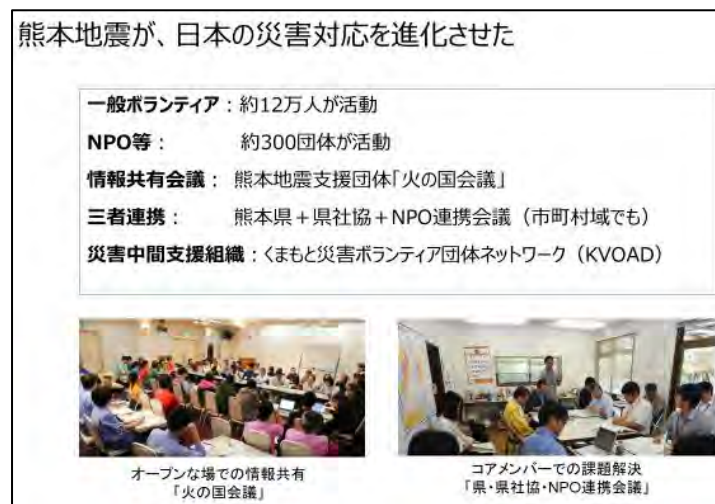 熊本地震が、日本の災害対応を進化させた
一般ボランティア：約12万人が活動
NPO等： 約300団体が活動
情報共有会議： 熊本地震支援団体「火の国会議」
三者連携： 熊本県＋県社協＋NPO連携会議（市町村域でも）
災害中間支援組織：くまもと災害ボランティア団体ネットワーク（KVOAD）
オープンな場での情報共有
「火の国会議」
コアメンバーでの課題解決
「県・県社協・NPO連携会議」